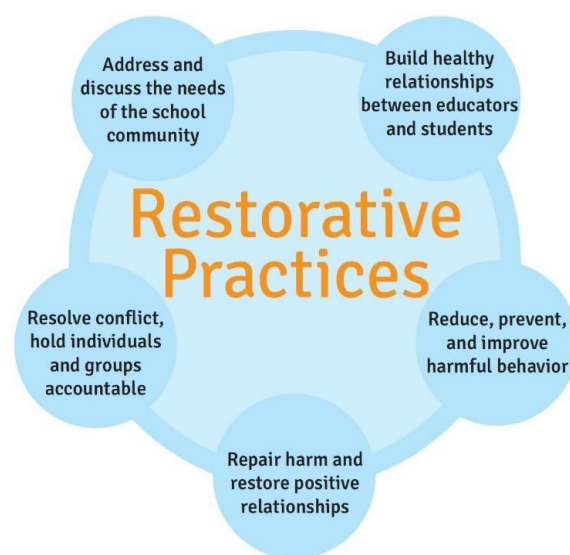 Address and
discuss the needs
of the school
community
Build healthy
relationships
between educators
and students
Restorative
Practices
Resolve conflict,
hold individuals
and groups
accountable
Reduce, prevent,
and improve
harmful behavior
Repair harm and
restore positive
relationships